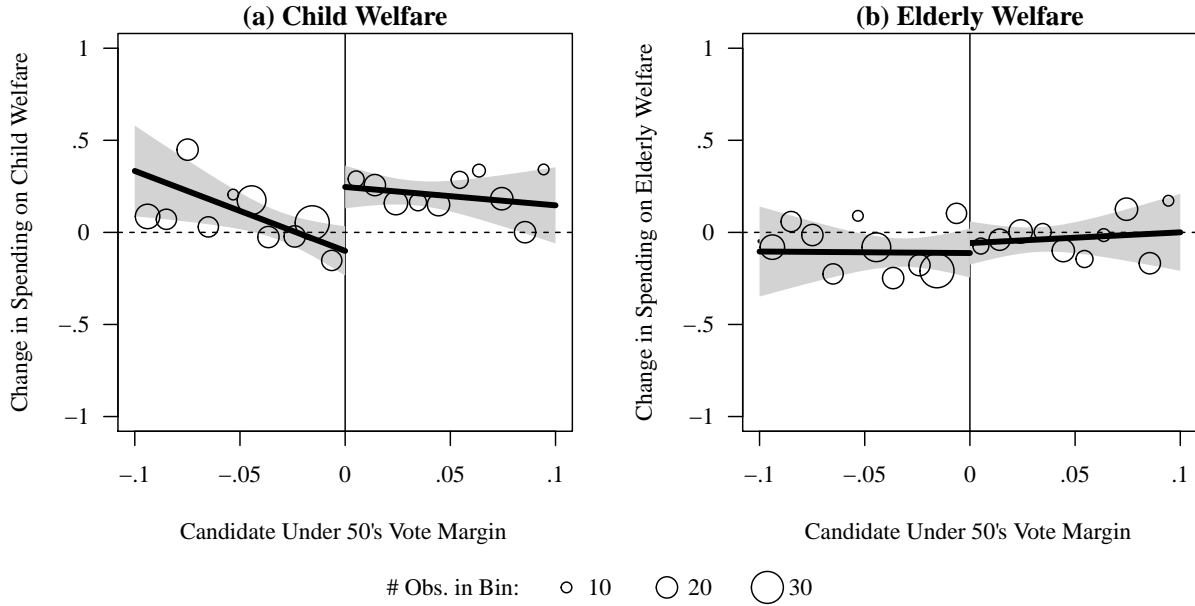 (a) Child Welfare
Change in Spending on Child Welfare
1
.5
0
−.5
−1
−.1
−.05
0
.05
.1
Candidate Under 50's Vote Margin
(b) Elderly Welfare
Change in Spending on Elderly Welfare
1
.5
0
−.5
−1
−.1
−.05
0
.05
.1
Candidate Under 50's Vote Margin
# Obs. in Bin: 10 20 30